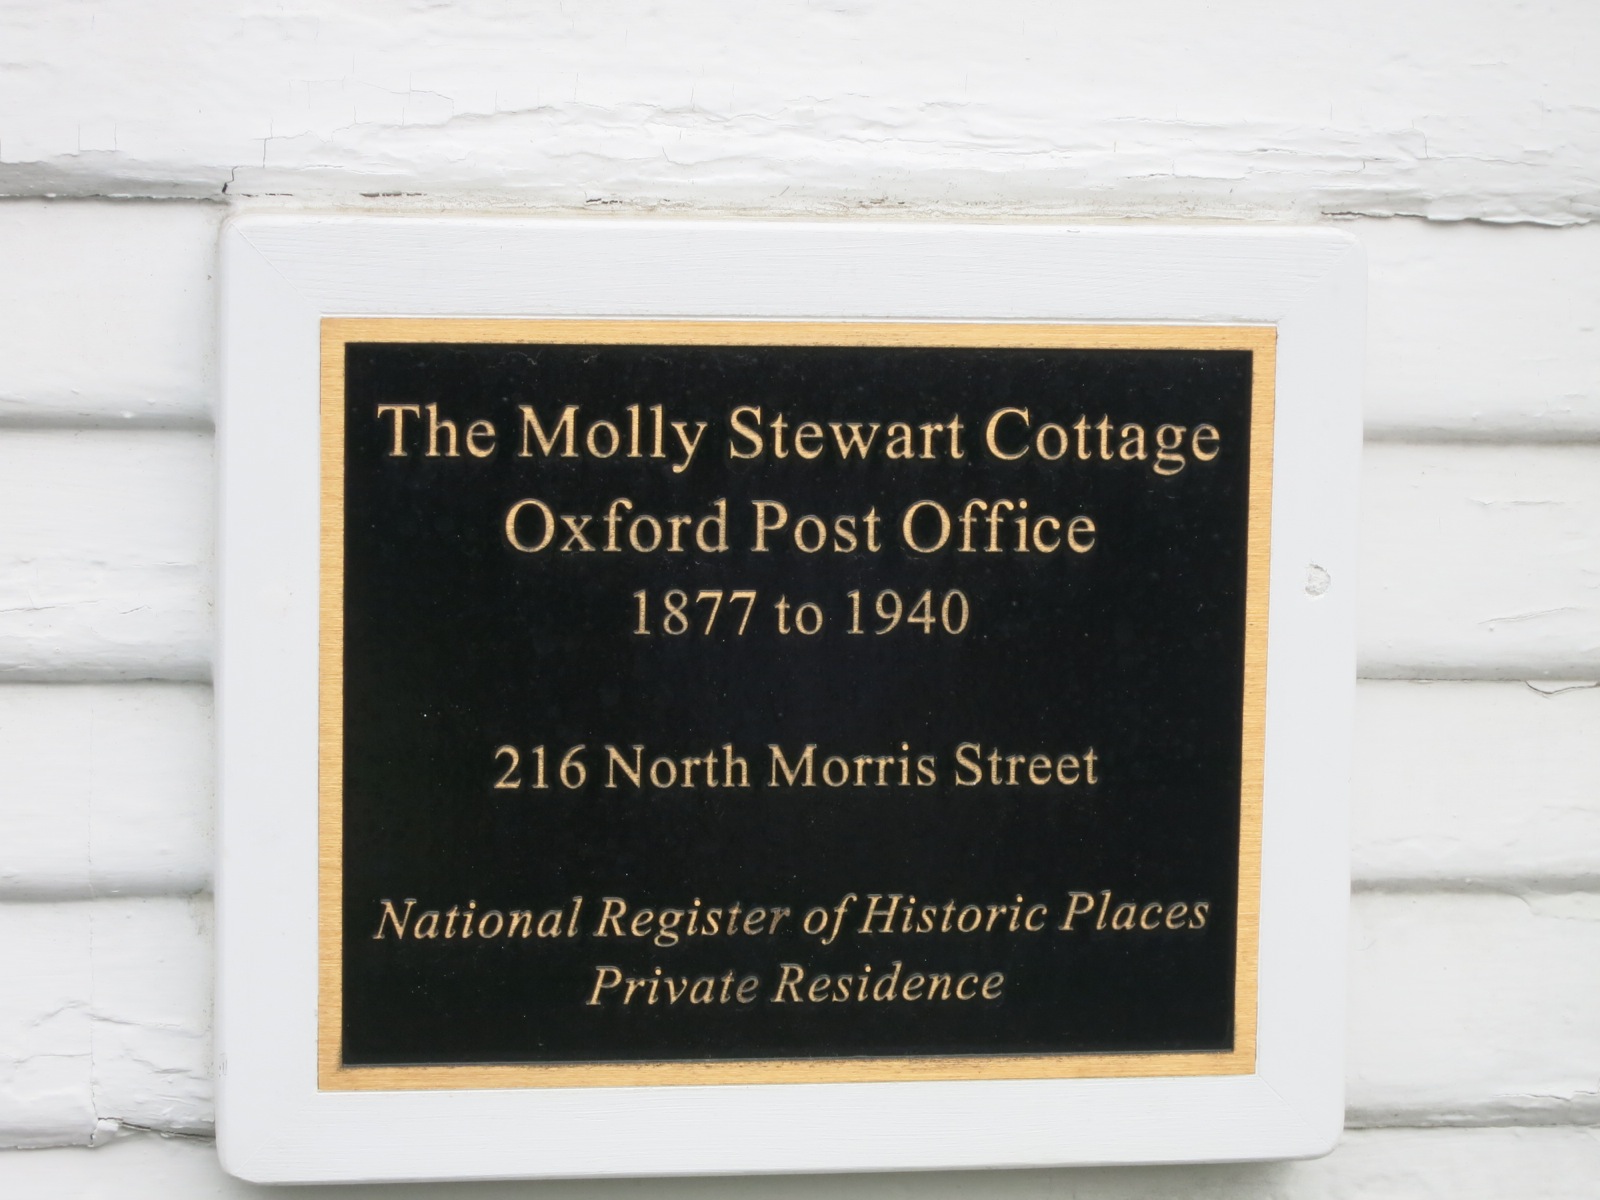 The Molly Stewart Cottage
Oxford Post Office
1877 to 1940
216 North Morris Street
National Register of Historic Places
Private Residence